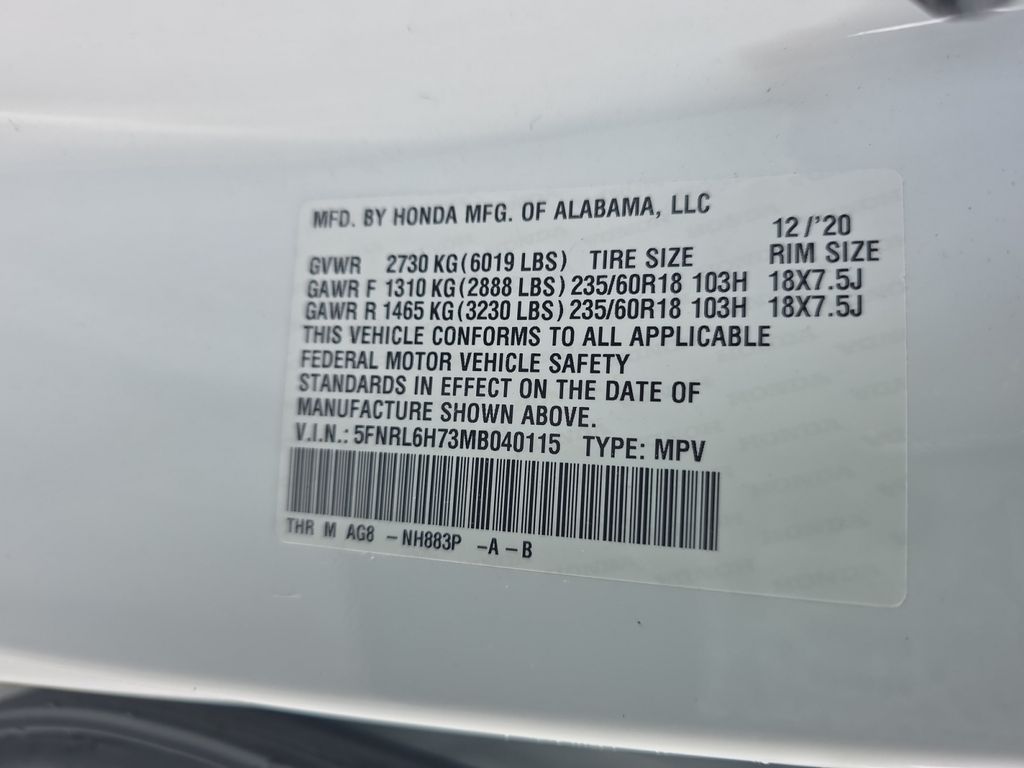 MFD. BY HONDA MFG. OF ALABAMA, LLC
12/'20
GVWR 2730 KG(6019 LBS) TIRE SIZE RIM SIZE
GAWR F 1310 KG(2888 LBS) 235/60R18 103H 18X7.5J
GAWR R 1465 KG(3230 LBS) 235/60R18 103H 18X7.5J
THIS VEHICLE CONFORMS TO ALL APPLICABLE
FEDERAL MOTOR VEHICLE SAFETY
STANDARDS IN EFFECT ON THE DATE OF
MANUFACTURE SHOWN ABOVE.
V.I.N.: 5FNRL6H73MB040115 TYPE: MPV
THR M AG8 -NH883P -A-B